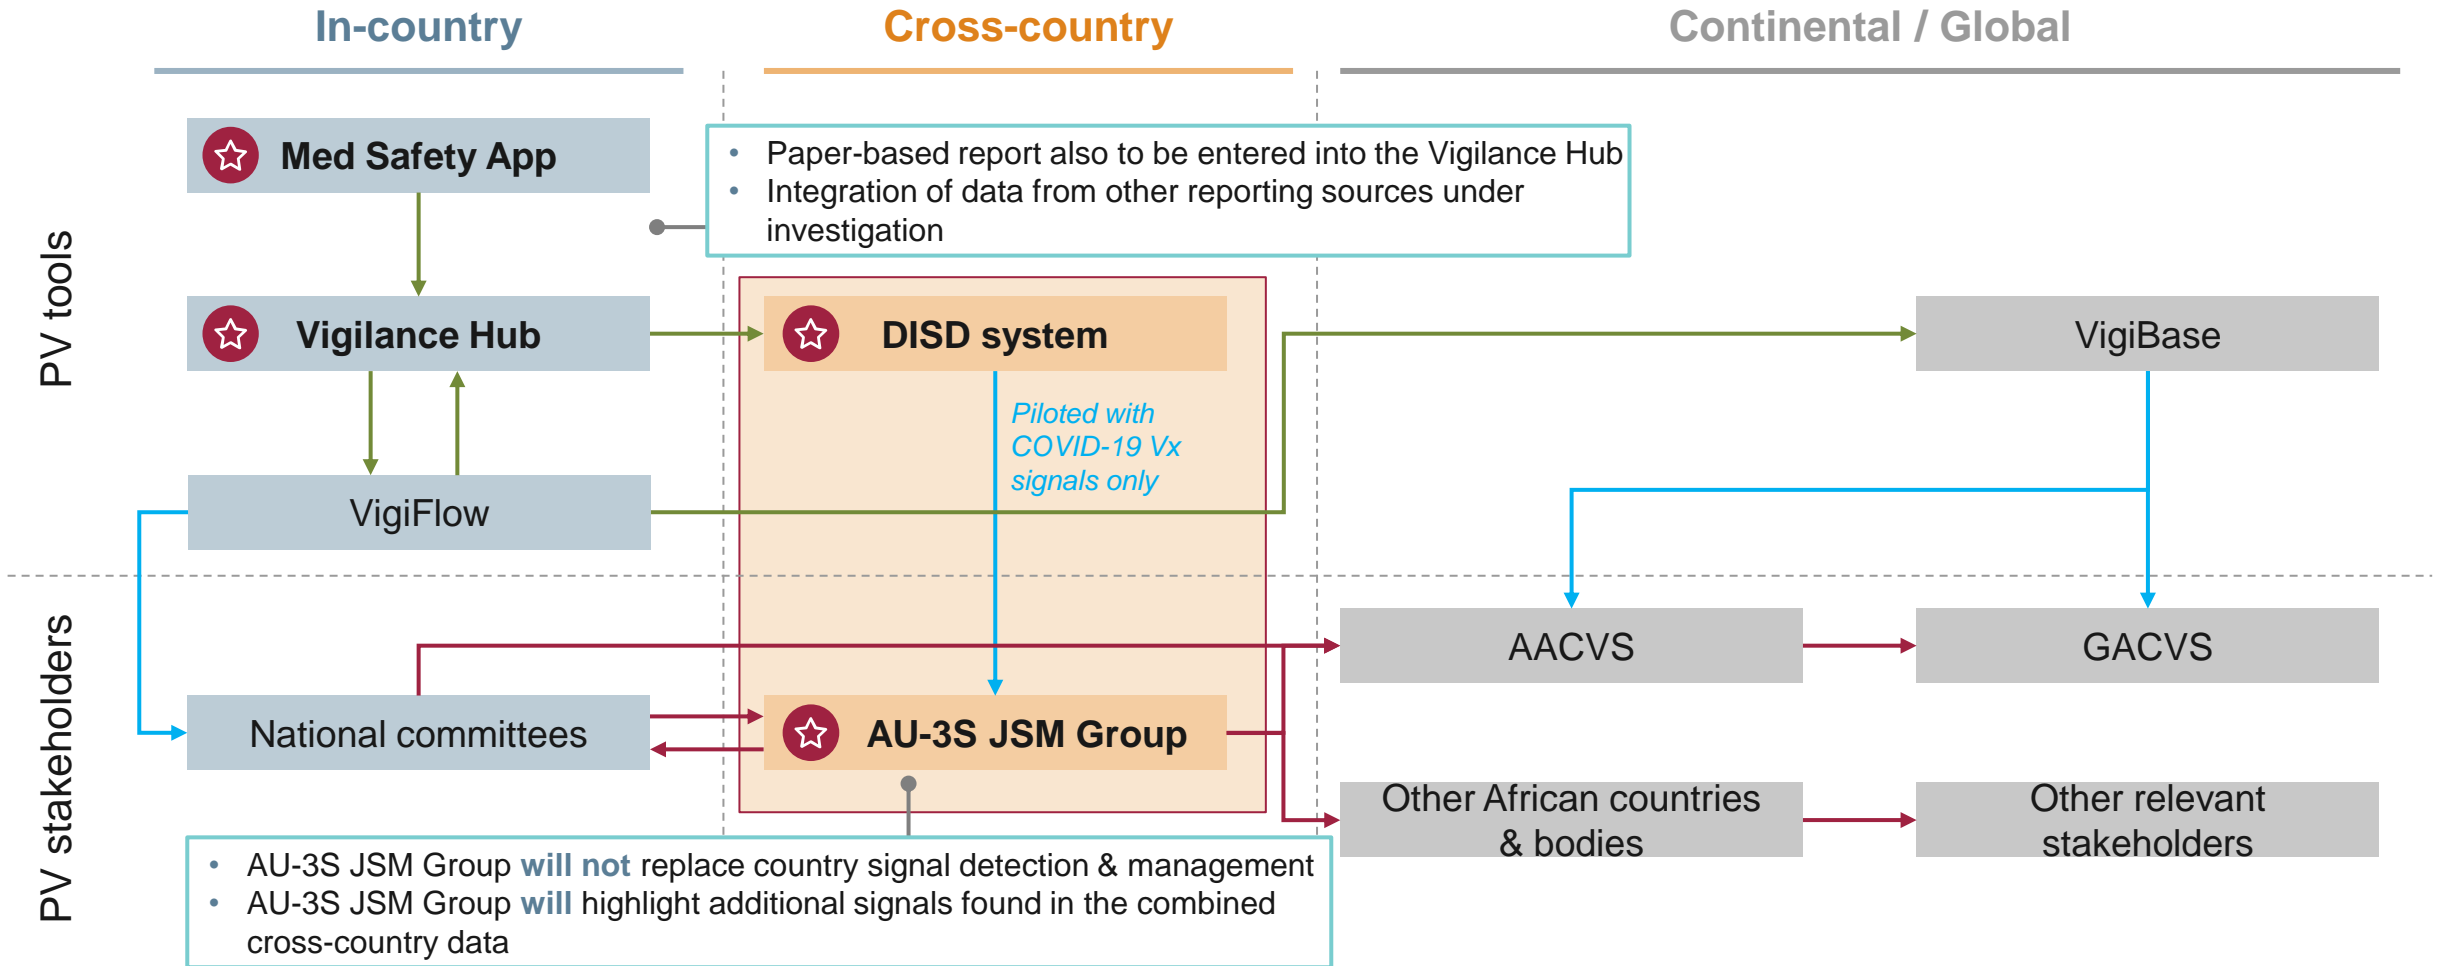 In-country
Cross-country
Continental / Global
PV tools
Med Safety App
• Paper-based report also to be entered into the Vigilance Hub
• Integration of data from other reporting sources under
investigation
Vigilance Hub
DISD system
VigiBase
Piloted with
COVID-19 Vx
signals only
VigiFlow
PV stakeholders
AACVS
GACVS
National committees
AU-3S JSM Group
Other African countries
& bodies
Other relevant
stakeholders
• AU-3S JSM Group will not replace country signal detection & management
• AU-3S JSM Group will highlight additional signals found in the combined
cross-country data